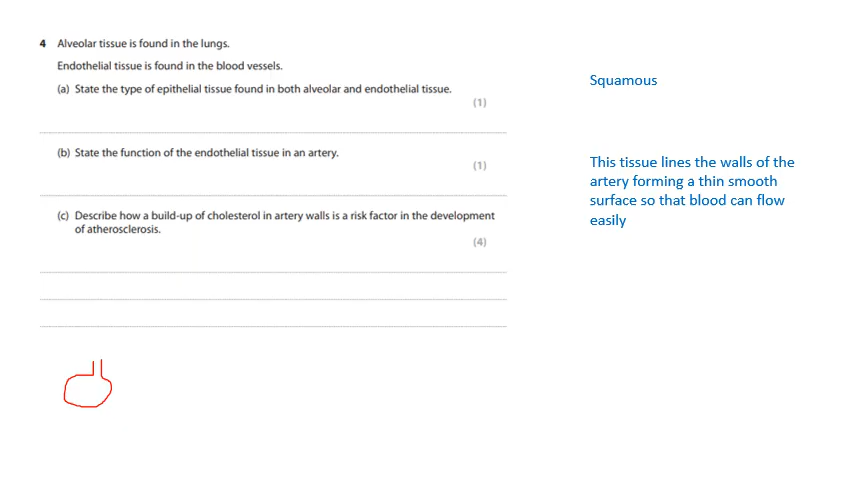 4 Alveolar tissue is found in the lungs.
Endothelial tissue is found in the blood vessels.
(a) State the type of epithelial tissue found in both alveolar and endothelial tissue.
(1)
Squamous
(b) State the function of the endothelial tissue in an artery.
(1)
This tissue lines the walls of the
artery forming a thin smooth
surface so that blood can flow
easily
(c) Describe how a build-up of cholesterol in artery walls is a risk factor in the development
of atherosclerosis.
(4)